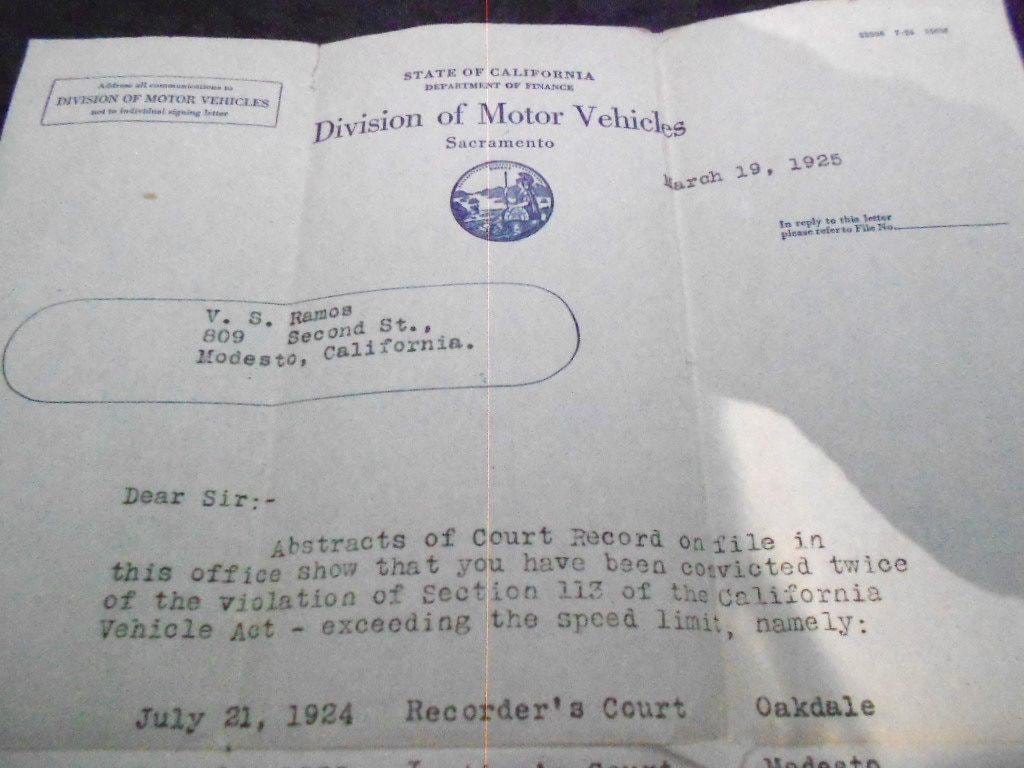 Address all communications to
DIVISION OF MOTOR VEHICLES
not to individual signing letter
STATE OF CALIFORNIA
DEPARTMENT OF FINANCE
Division of Motor Vehicles
Sacramento
March 19, 1925
In reply to this letter
please refer to File No.
V. S. Ramos
809 Second St.,
Modesto, California.
Dear Sir:-
Abstracts of Court Record on file in
this office show that you have been convicted twice
of the violation of Section 113 of the California
Vehicle Act - exceeding the speed limit, namely:
July 21, 1924 Recorder's Court Oakdale
Court Modesto